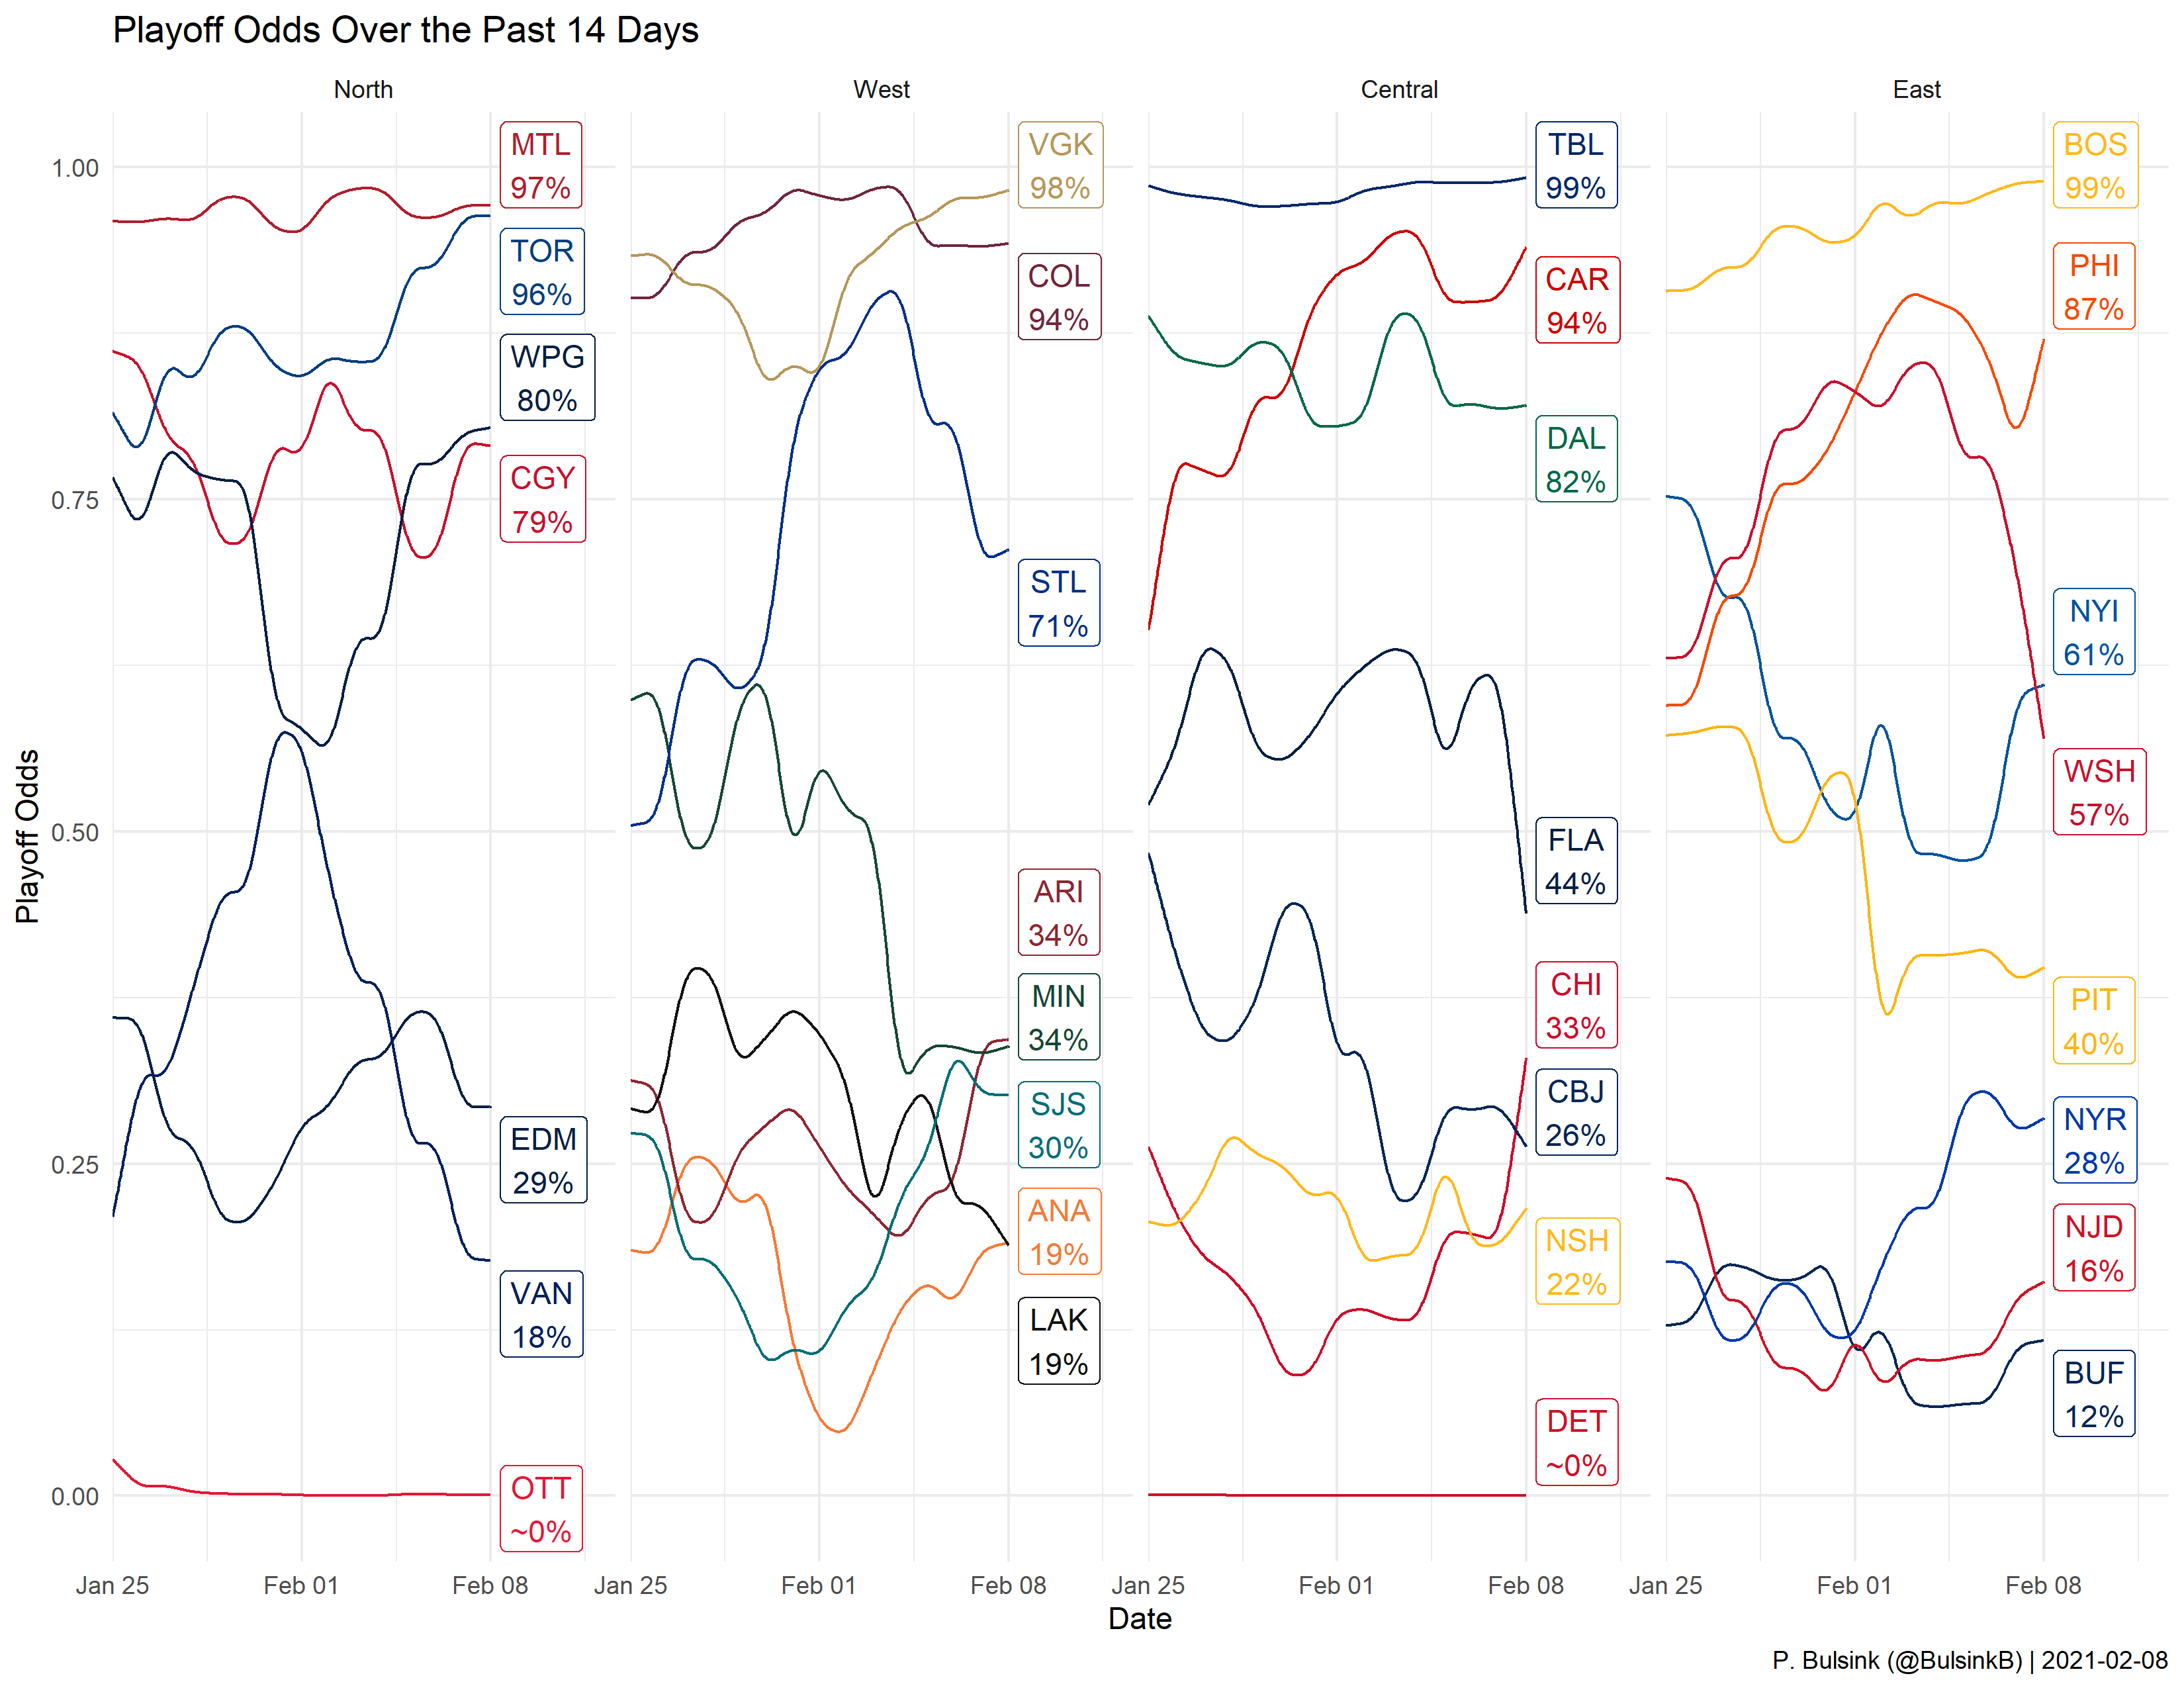 Playoff Odds Over the Past 14 Days
North
West
Central
East
Playoff Odds
1.00
0.75
0.50
0.25
0.00
MTL
97%
TOR
96%
WPG
80%
CGY
79%
EDM
29%
VAN
18%
OTT
~0%
VGK
98%
COL
94%
STL
71%
ARI
34%
MIN
34%
SJS
30%
ANA
19%
LAK
19%
TBL
99%
CAR
94%
DAL
82%
FLA
44%
CHI
33%
CBJ
26%
NSH
22%
DET
~0%
BOS
99%
PHI
87%
NYI
61%
WSH
57%
PIT
40%
NYR
28%
NJD
16%
BUF
12%
Jan 25
Feb 01
Feb 08
Jan 25
Feb 01
Feb 08
Jan 25
Feb 01
Feb 08
Jan 25
Feb 01
Feb 08
Date
P. Bulsink (@BulsinkB) | 2021-02-08